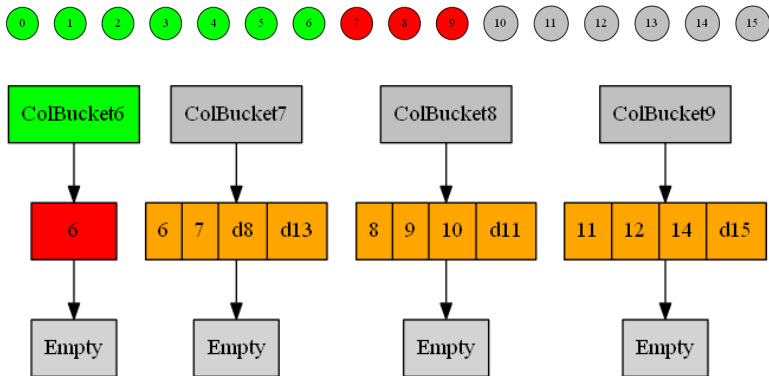 0 1 2 3 4 5 6 7 8 9 10 11 12 13 14 15
ColBucket6 ColBucket7 ColBucket8 ColBucket9
6 6 7 d8 d13 8 9 10 d11 11 12 14 d15
Empty Empty Empty Empty